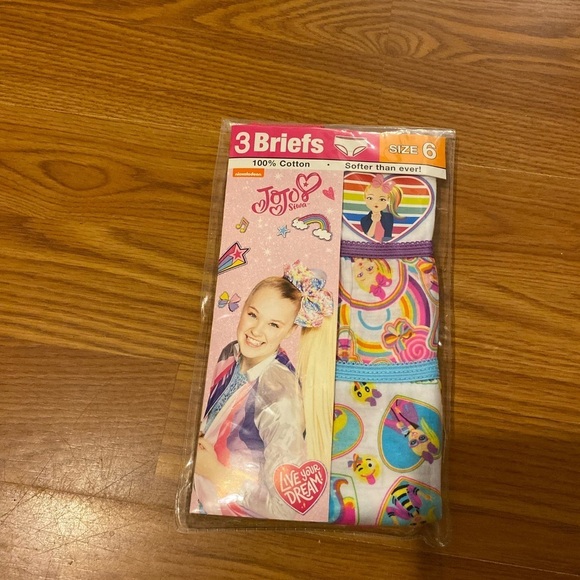 3 Briefs
SIZE 6
100% Cotton • Softer than ever!
nickelodeon
JoJo
Siwa
LIVE YOUR
DREAM!